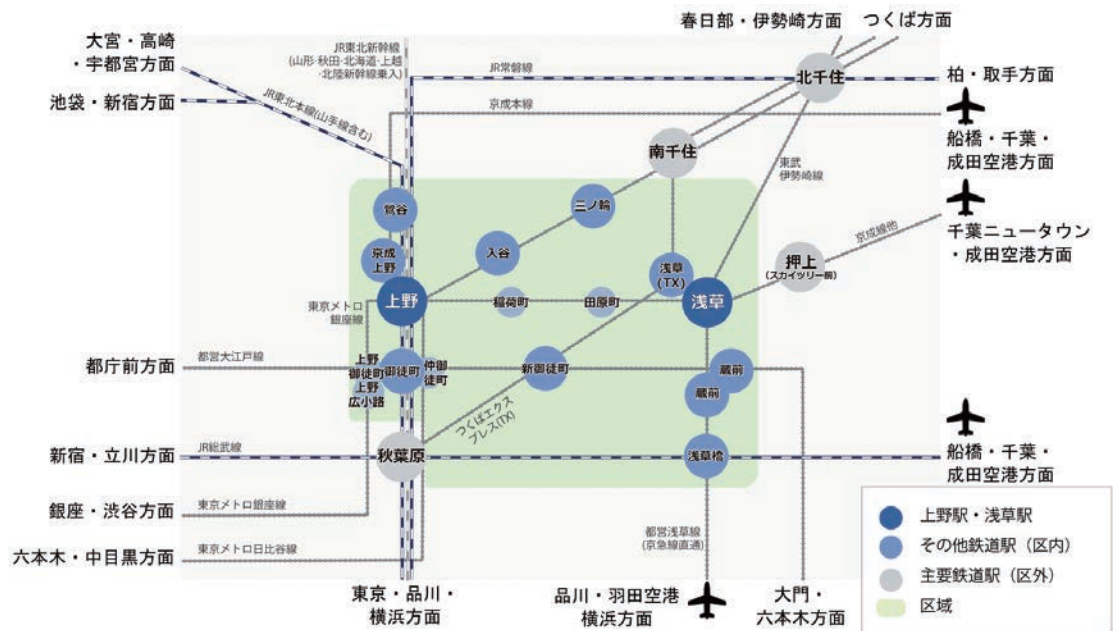 春日部・伊勢崎方面
つくば方面
大宮・高崎
・宇都宮方面
JR東北新幹線
(山形・秋田・北海道・上越
・北陸新幹線乗入)
JR常磐線
北千住
柏・取手方面
池袋・新宿方面
JR東北本線(山手線含む)
京成本線
船橋・千葉・
成田空港方面
南千住
東武
伊勢崎線
鶯谷
三ノ輪
京成
上野
入谷
浅草
(TX)
押上
(スカイツリー前)
京成線他
千葉ニュータウン
・成田空港方面
東京メトロ
銀座線
上野
稲荷町
田原町
浅草
都庁前方面
都営大江戸線
上野
御徒町
御徒町
仲御
徒町
新御徒町
蔵前
上野
広小路
蔵前
つくばエクス
プレス(TX)
新宿・立川方面
JR総武線
秋葉原
浅草橋
船橋・千葉・
成田空港方面
銀座・渋谷方面
東京メトロ銀座線
六本木・中目黒方面
東京メトロ日比谷線
都営浅草線
(京急線直通)
東京・品川・
横浜方面
品川・羽田空港
横浜方面
大門・
六本木方面
上野駅・浅草駅
その他鉄道駅（区内）
主要鉄道駅（区外）
区域